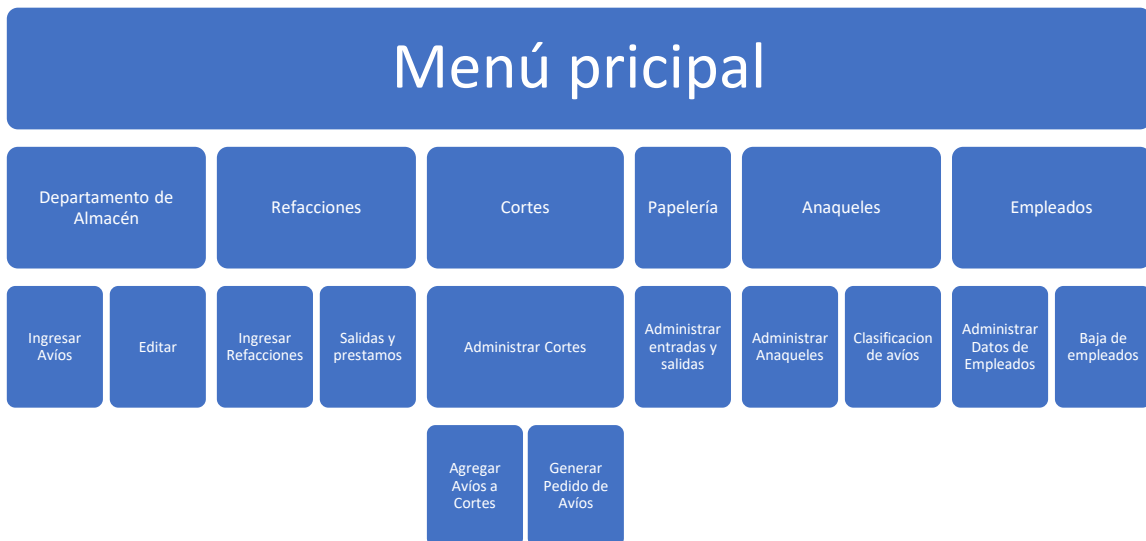 Menú pricipal
Departamento de
Almacén
Refacciones
Cortes
Papelería
Anaqueles
Empleados
Ingresar
Avíos
Editar
Ingresar
Refacciones
Salidas y
prestamos
Administrar Cortes
Administrar
entradas y
salidas
Administrar
Anaqueles
Clasificacion
de avíos
Administrar
Datos de
Empleados
Baja de
empleados
Agregar
Avíos a
Cortes
Generar
Pedido de
Avíos